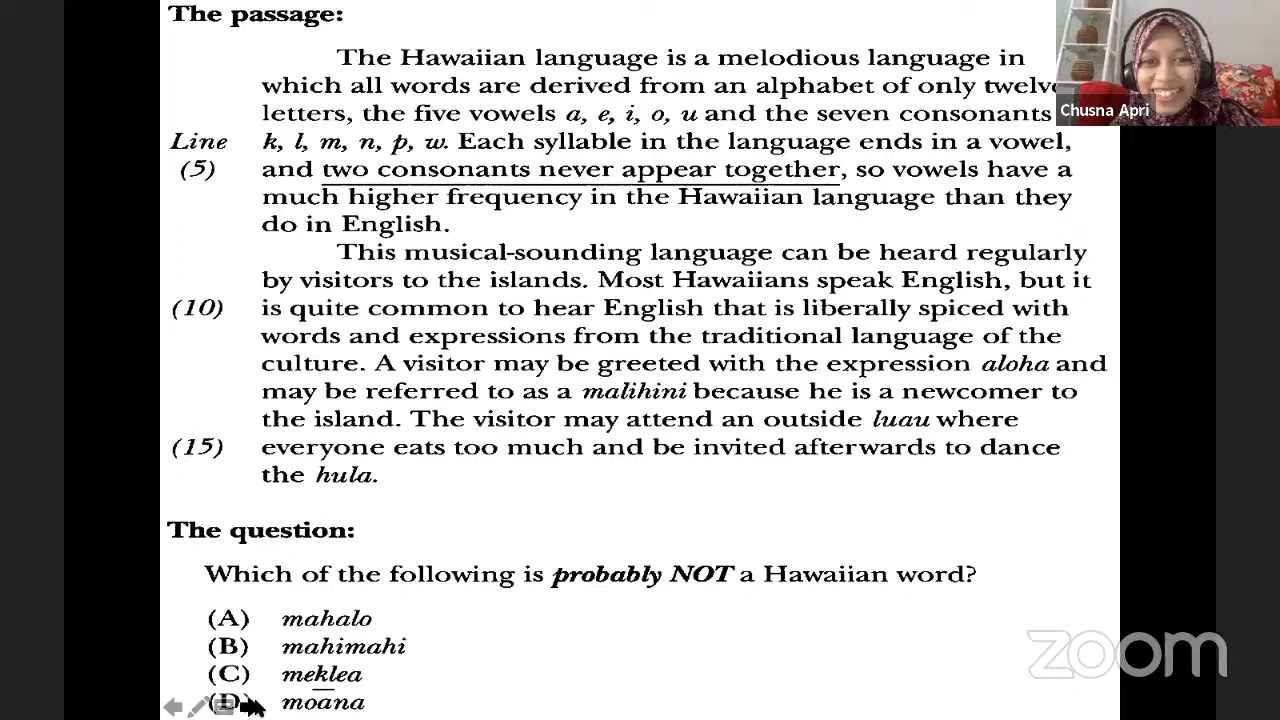 The passage:
The Hawaiian language is a melodious language in
which all words are derived from an alphabet of only
letters, the five vowels a, e, i, o, u and the seven consonants
Chusna Apri
Line k, l, m, n, p, w. Each syllable in the language ends in a vowel,
(5) and two consonants never appear together, so vowels have a
much higher frequency in the Hawaiian language than they
do in English.
This musical-sounding language can be heard regularly
by visitors to the islands. Most Hawaiians speak English, but it
(10) is quite common to hear English that is liberally spiced with
words and expressions from the traditional language of the
culture. A visitor may be greeted with the expression aloha and
may be referred to as a malihini because he is a newcomer to
the island. The visitor may attend an outside luau where
(15) everyone eats too much and be invited afterwards to dance
the hula.
The question:
Which of the following is probably NOT a Hawaiian word?
(A) mahalo
(B) mahimahi
(C) meklea
(D) moana
zoom